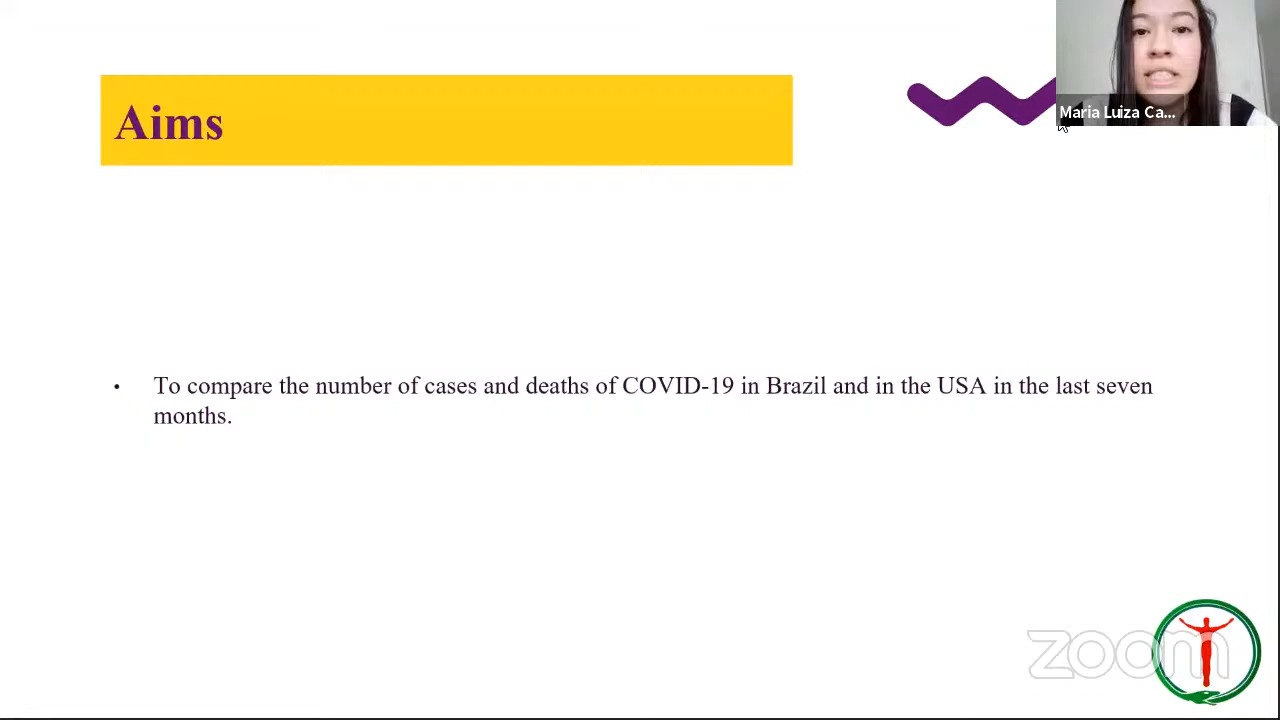 Aims
Maria Luiza Ca...
To compare the number of cases and deaths of COVID-19 in Brazil and in the USA in the last seven
months.
zoom